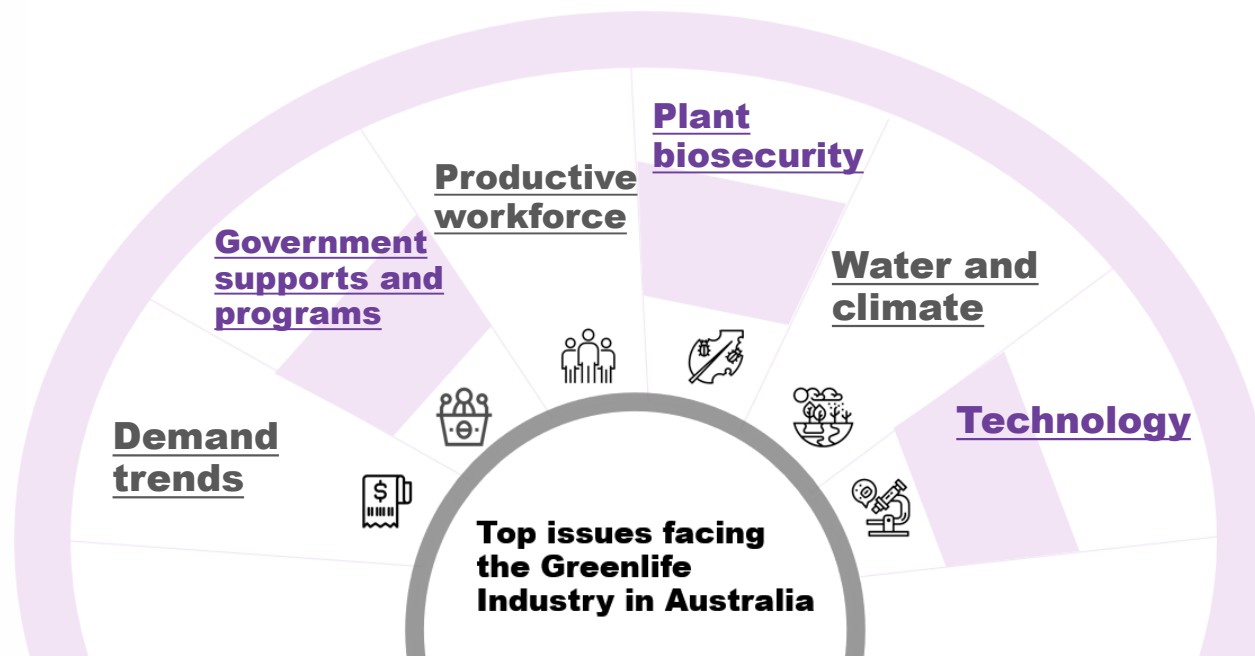 Plant
biosecurity
Productive
workforce
Government
supports and
programs
Water and
climate
Demand
trends
Technology
$
Top issues facing
the Greenlife
Industry in Australia